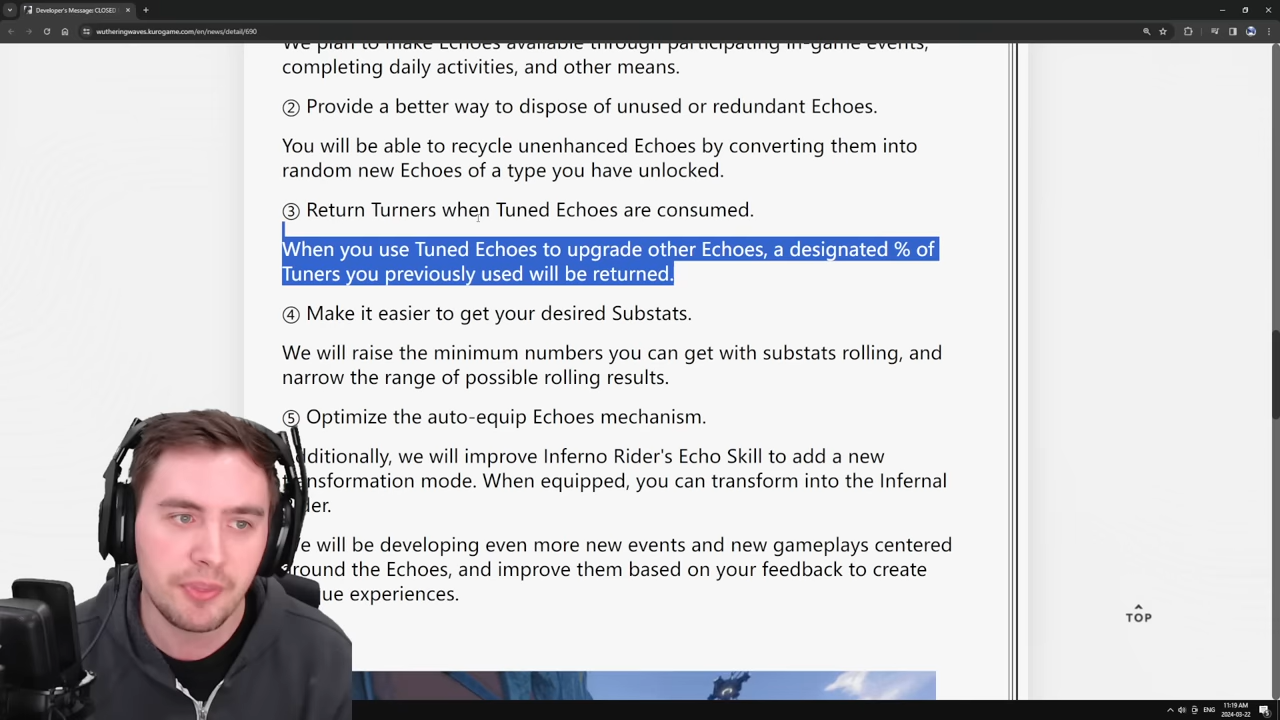 Developer's Message: CLOSED
wutheringwaves.kurogame.com/en/news/detail/690
We plan to make Echoes available through participating in-game events,
completing daily activities, and other means.
② Provide a better way to dispose of unused or redundant Echoes.
You will be able to recycle unenhanced Echoes by converting them into
random new Echoes of a type you have unlocked.
③ Return Turners when Tuned Echoes are consumed.
When you use Tuned Echoes to upgrade other Echoes, a designated % of
Tuners you previously used will be returned.
④ Make it easier to get your desired Substats.
We will raise the minimum numbers you can get with substats rolling, and
narrow the range of possible rolling results.
⑤ Optimize the auto-equip Echoes mechanism.
dditionally, we will improve Inferno Rider's Echo Skill to add a new
ansformation mode. When equipped, you can transform into the Infernal
der.
e will be developing even more new events and new gameplays centered
round the Echoes, and improve them based on your feedback to create
ue experiences.
TOP
ENG
11:19 AM
2024-03-22